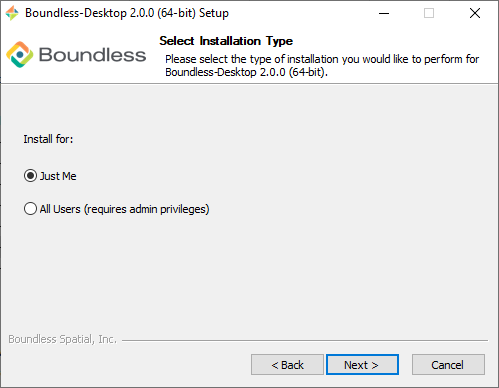 Boundless-Desktop 2.0.0 (64-bit) Setup
Boundless
Select Installation Type
Please select the type of installation you would like to perform for
Boundless-Desktop 2.0.0 (64-bit).
Install for:
Just Me
All Users (requires admin privileges)
Boundless Spatial, Inc.
< Back
Next >
Cancel